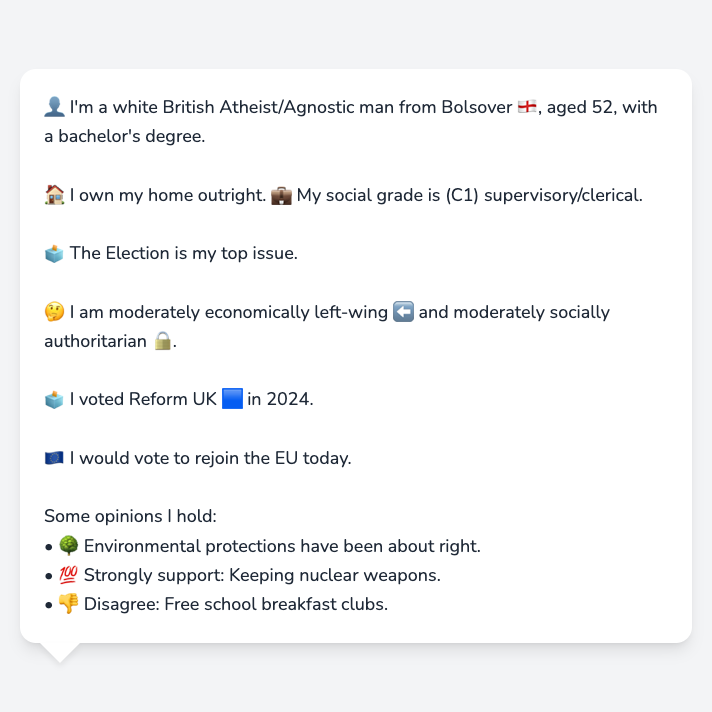 👤 I'm a white British Atheist/Agnostic man from Bolsover 🏴󠁧󠁢󠁥󠁮󠁧󠁿, aged 52, with
a bachelor's degree.
🏠 I own my home outright. 💼 My social grade is (C1) supervisory/clerical.
🗳️ The Election is my top issue.
🤔 I am moderately economically left-wing ⬅️ and moderately socially
authoritarian 🔒.
🗳️ I voted Reform UK 🟦 in 2024.
🇪🇺 I would vote to rejoin the EU today.
Some opinions I hold:
• 🌳 Environmental protections have been about right.
• 💯 Strongly support: Keeping nuclear weapons.
• 👎 Disagree: Free school breakfast clubs.